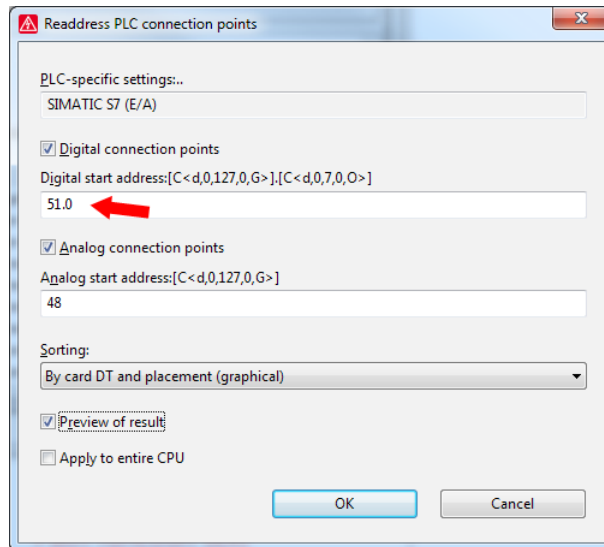 Readdress PLC connection points
PLC-specific settings:..
SIMATIC S7 (E/A)
Digital connection points
Digital start address:[C<d,0,127,0,G>].[C<d,0,7,0,O>]
51.0
Analog connection points
Analog start address:[C<d,0,127,0,G>]
48
Sorting:
By card DT and placement (graphical)
Preview of result
Apply to entire CPU
OK Cancel